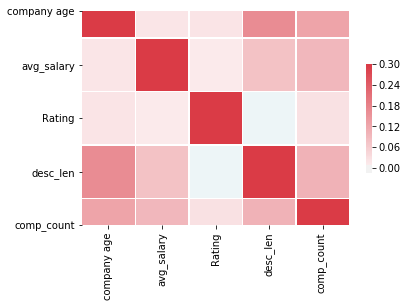 company age
avg_salary
Rating
desc_len
comp_count
company age
avg_salary
Rating
desc_len
comp_count
0.30
0.24
0.18
0.12
0.06
0.00